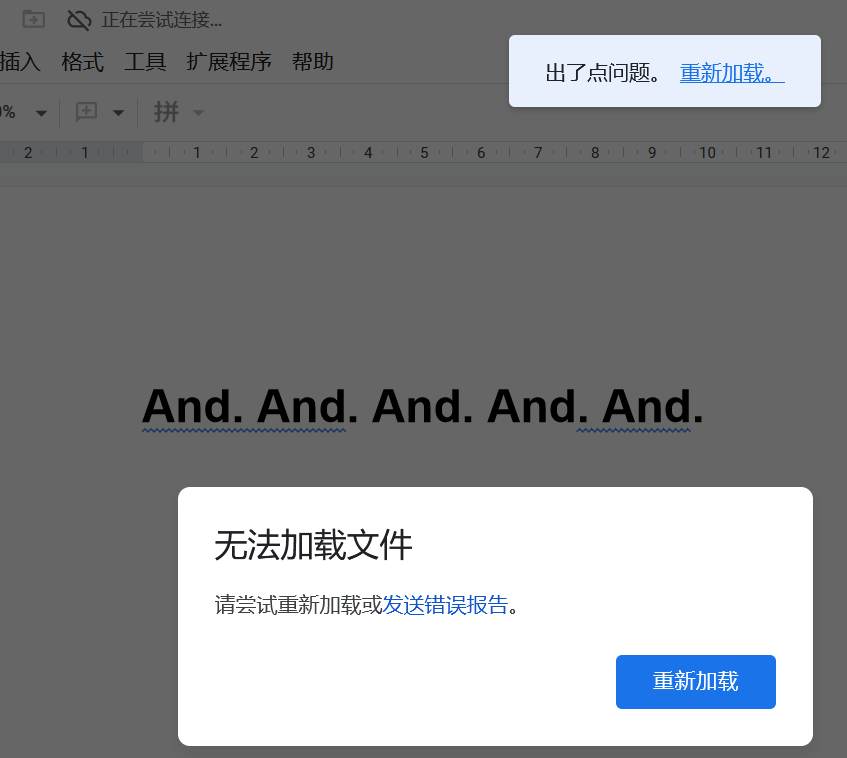 正在尝试连接...
插入 格式 工具 扩展程序 帮助
出了点问题。 重新加载。
0%
拼
2 1 1 2 3 4 5 6 7 8 9 10 11 12
And. And. And. And. And.
无法加载文件
请尝试重新加载或发送错误报告。
重新加载